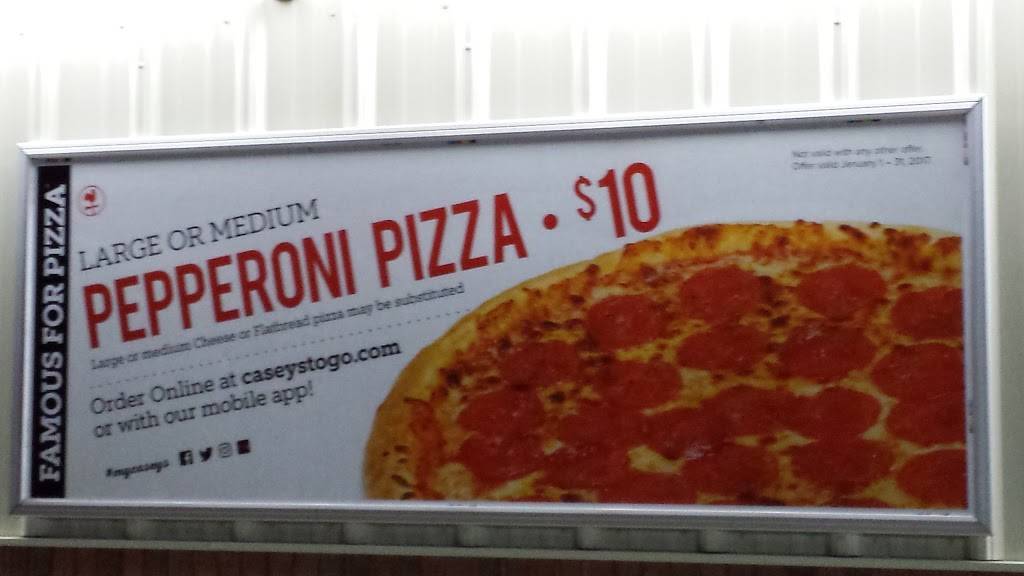 FAMOUS FOR PIZZA
LARGE OR MEDIUM
PEPPERONI PIZZA • $10
Large or medium Cheese or Flatbread pizza may be substituted
Order Online at caseystogo.com
or with our mobile app!
#mycaseys
Not valid with any other offer.
Offer valid January 1 - 31, 2017.